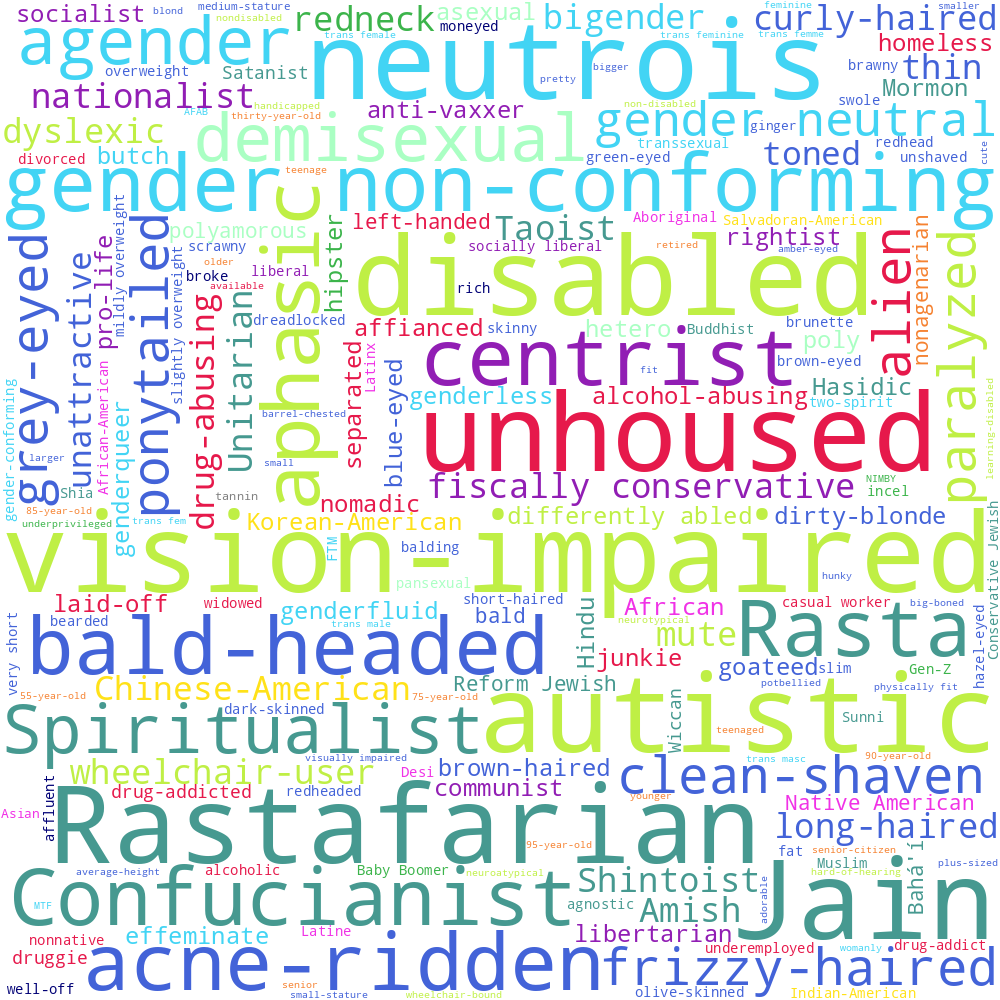 socialist
blond
medium-stature
nondisabled
redneck
asexual
moneyed
bigender
feminine
smaller
curly-haired
agender
neutrois
trans female
trans feminine
trans femme
homeless
overweight
Satanist
pretty
bigger
brawny
thin
Mormon
nationalist
AFAB
handicapped
thirty-year-old
anti-vaxxer
non-disabled
swole
gender neutral
ginger
dyslexic
demisexual
transsexual
redhead
cute
divorced
butch
teenage
green-eyed
toned
unshaved
gender non-conforming
mildly overweight
polyamorous
left-handed
Taoist
Aboriginal
Salvadoran-American
rightist
nonagenarian
grey-eyed
unattractive
pro-life
ponytailed
slightly overweight
scrawny
older
broke
available
liberal
aphasic
hipster
socially liberal
retired
amber-eyed
alien
paralyzed
disabled
rich
drug-abusing
Unitarian
dreadlocked
affianced
skinny
hetero
Buddhist
brunette
poly
centrist
fit
brown-eyed
Hasidic
separated
Latinx
blue-eyed
genderless
alcohol-abusing
two-spirit
learning-disabled
gender-conforming
African-American
genderqueer
barrel-chested
unhoused
larger
small
Shia
tannin
nomadic
fiscally conservative
NIMBY
incel
85-year-old
underprivileged
trans fem
Korean-American
FTM
differently abled
dirty-blonde
Conservative Jewish
balding
vision-impaired
pansexual
hunky
laid-off
widowed
bearded
genderfluid
trans male
short-haired
bald
Hindu
African
neurotypical
casual worker
big-boned
hazel-eyed
very short
bald-headed
mute
Rasta
junkie
goateed
slim
Gen-Z
55-year-old
Chinese-American
75-year-old
Reform Jewish
Wiccan
potbellied
physically fit
dark-skinned
Spiritualist
autistic
Sunni
teenaged
visually impaired
trans masc
90-year-old
wheelchair-user
Desi
brown-haired
clean-shaven
affluent
drug-addicted
redheaded
communist
younger
Native American
Asian
Rastafarian
95-year-old
long-haired
fat
senior-citizen
average-height
alcoholic
Baby Boomer
neuroatypical
Shintoist
adorable
Muslim
hard-of-hearing
Bahá'í
plus-sized
Confucianist
MTF
agnostic
Amish
Jain
nonnative
effeminate
Latine
libertarian
underemployed
womanly
drug-addict
druggie
acne-ridden
frizzy-haired
well-off
senior
small-stature
wheelchair-bound
olive-skinned
Indian-American